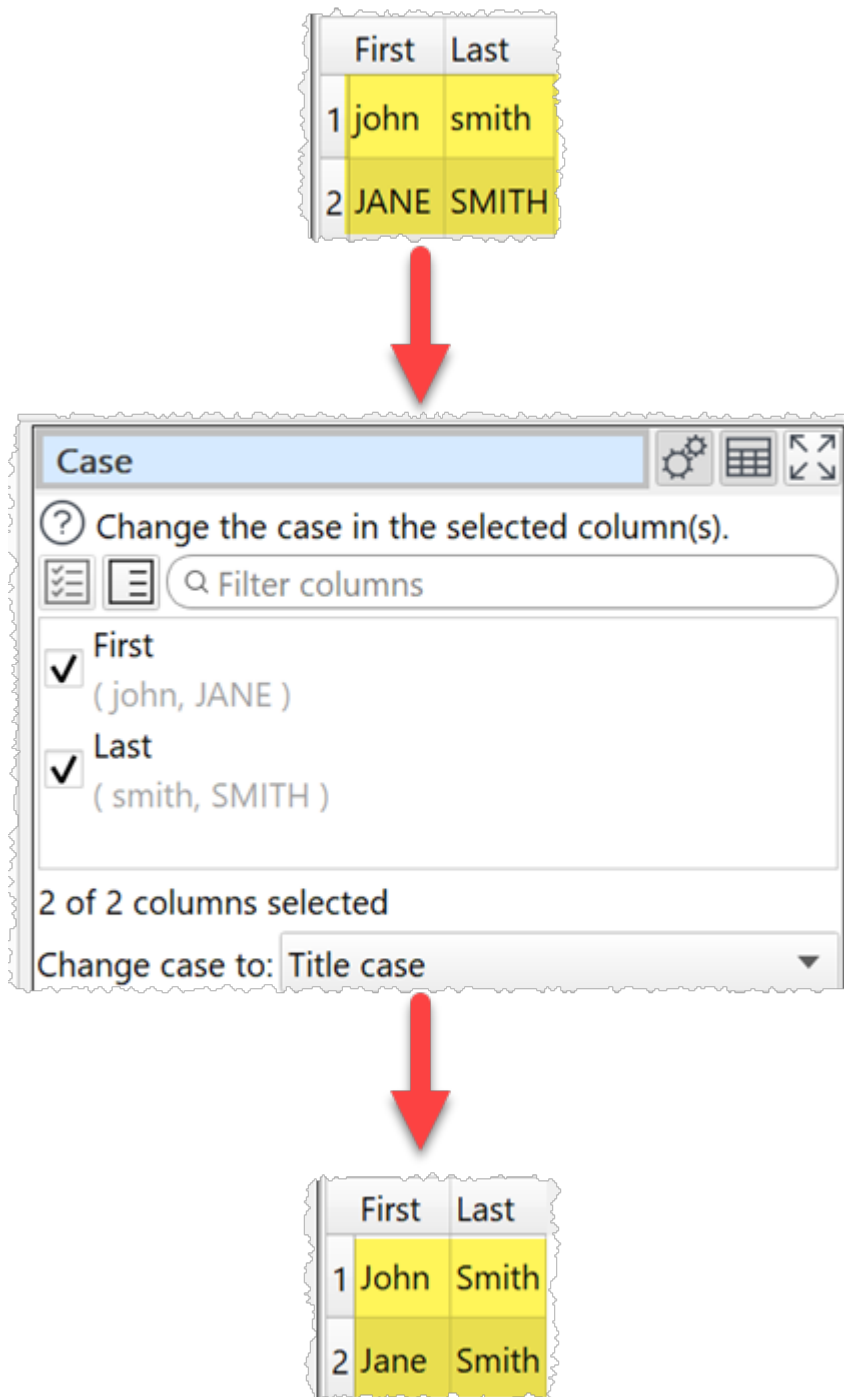 First Last
1 john smith
2 JANE SMITH
Case
? Change the case in the selected column(s).
Filter columns
First
( john, JANE )
Last
( smith, SMITH )
2 of 2 columns selected
Change case to: Title case
First Last
1 John Smith
2 Jane Smith